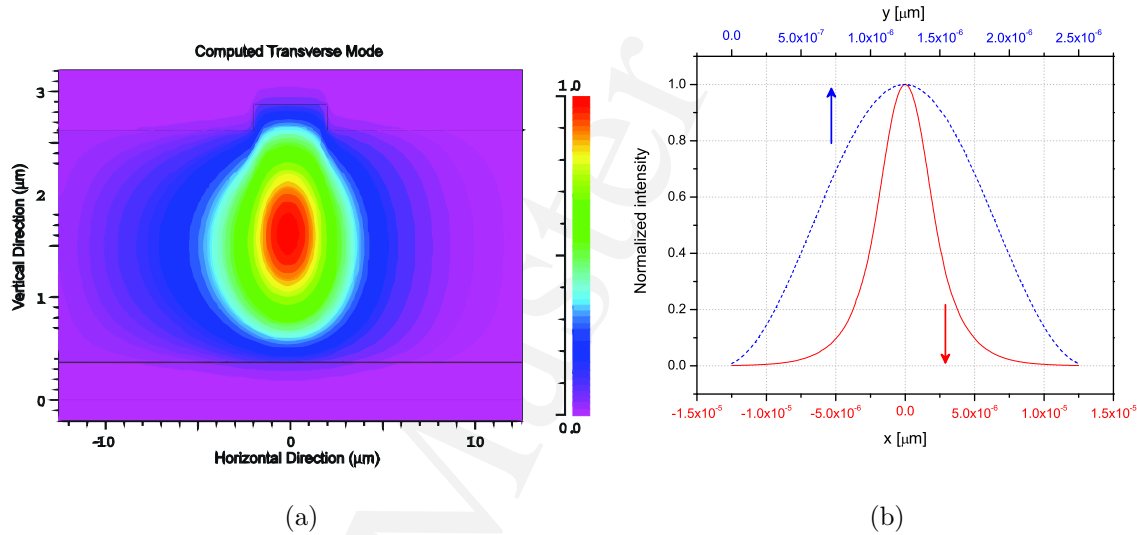 Computed Transverse Mode
Vertical Direction (μm)
3
2
1
0
-10
0
10
Horizontal Direction (μm)
1.0
0.0
(a)
y [μm]
0.0 5.0x10⁻⁷ 1.0x10⁻⁶ 1.5x10⁻⁶ 2.0x10⁻⁶ 2.5x10⁻⁶
Normalized intensity
1.0
0.8
0.6
0.4
0.2
0.0
-1.5x10⁻⁵ -1.0x10⁻⁵ -5.0x10⁻⁶ 0.0 5.0x10⁻⁶ 1.0x10⁻⁵ 1.5x10⁻⁵
x [μm]
(b)
Master